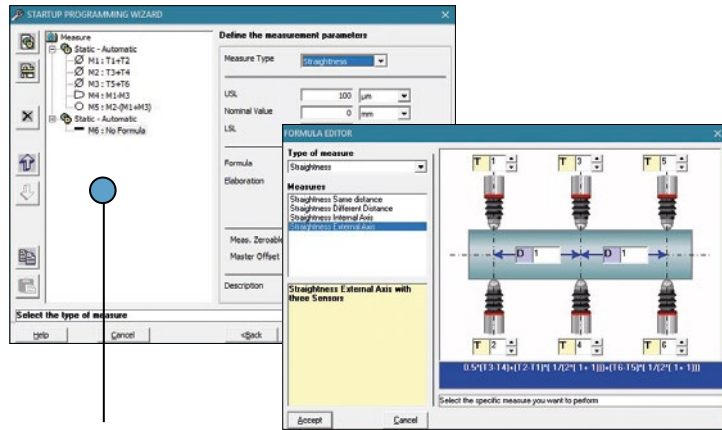 STARTUP PROGRAMMING WIZARD
Measure
Static - Automatic
M1 : T1+T2
M2 : T3+T4
M3 : T5+T6
M4 : M1-M3
M5 : M2-(M1+M3)
Static - Automatic
M6 : No Formula
Define the measurement parameters
Measure Type
Straightness
USL
100
µm
Nominal Value
0
mm
LSL
Formula
Elaboration
Meas. Zeroable
Master Offset
Description
Select the type of measure
Help
Cancel
<Back
FORMULA EDITOR
Type of measure
Straightness
Measures
Straightness Same distance
Straightness Different Distance
Straightness Internal Axis
Straightness External Axis
Straightness External Axis with
three Sensors
Accept
Cancel
T 1
T 3
T 5
D 1
D 1
T 2
T 4
T 6
0.5*(T3-T4)+(T2-T1)*( 1/(2*( 1+ 1)))+(T6-T5)*( 1/(2*( 1+ 1)))
Select the specific measure you want to perform